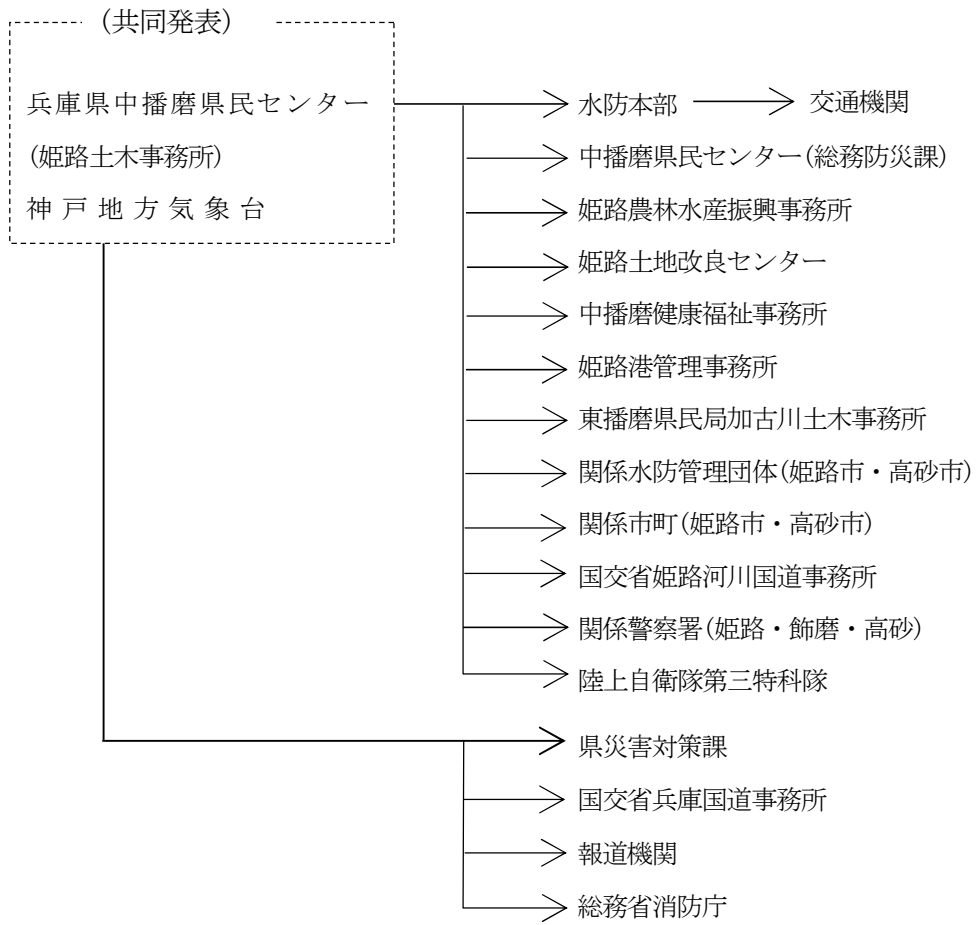 (共同発表)
兵庫県中播磨県民センター
(姫路土木事務所)
神戸地方気象台
水防本部 交通機関
中播磨県民センター(総務防災課)
姫路農林水産振興事務所
姫路土地改良センター
中播磨健康福祉事務所
姫路港管理事務所
東播磨県民局加古川土木事務所
関係水防管理団体(姫路市・高砂市)
関係市町(姫路市・高砂市)
国交省姫路河川国道事務所
関係警察署(姫路・飾磨・高砂)
陸上自衛隊第三特科隊
県災害対策課
国交省兵庫国道事務所
報道機関
総務省消防庁